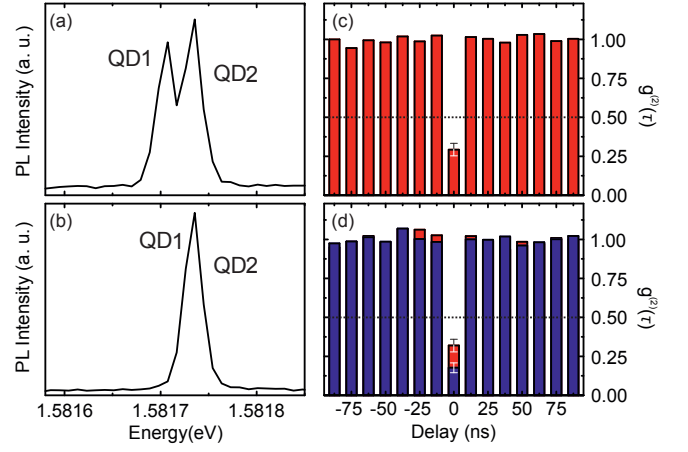 (a)
QD1
QD2
PL Intensity (a. u.)
(c)
1.00
0.75
0.50
0.25
0.00
g⁽²⁾(τ)
(b)
QD1
QD2
PL Intensity (a. u.)
1.5816 1.5817 1.5818
Energy(eV)
(d)
1.00
0.75
0.50
0.25
0.00
g⁽²⁾(τ)
-75 -50 -25 0 25 50 75
Delay (ns)